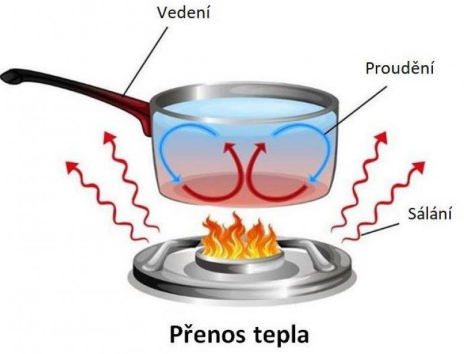 Vedení
Proudění
Sálání
Přenos tepla